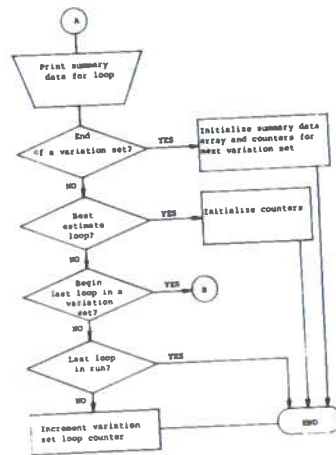 A
Print summary
data for loop
End
of a variation set?
YES
Initialize summary data
array and counters for
next variation set
NO
Best
estimate
loop?
YES
Initialize counters
NO
Begin
last loop in a
variation
set?
YES
B
NO
Last loop
in run?
YES
NO
Increment variation
set loop counter
END